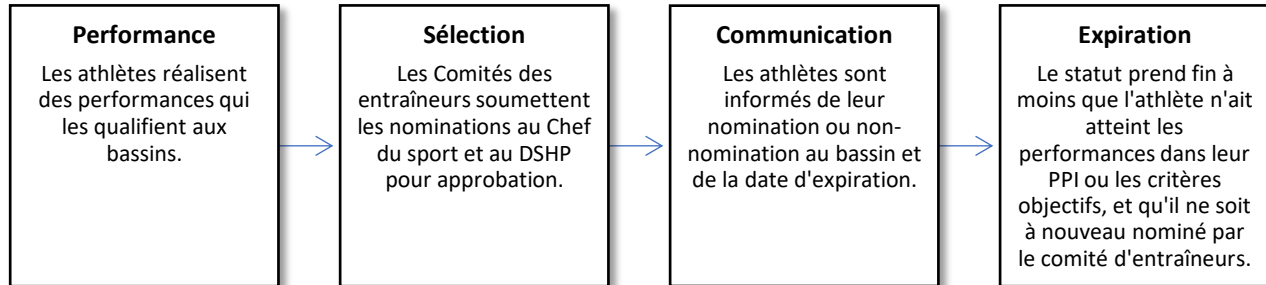 Performance
Les athlètes réalisent
des performances qui
les qualifient aux
bassins.
Sélection
Les Comités des
entraîneurs soumettent
les nominations au Chef
du sport et au DSHP
pour approbation.
Communication
Les athlètes sont
informés de leur
nomination ou non-
nomination au bassin et
de la date d'expiration.
Expiration
Le statut prend fin à
moins que l'athlète n'ait
atteint les
performances dans leur
PPI ou les critères
objectifs, et qu'il ne soit
à nouveau nominé par
le comité d'entraîneurs.